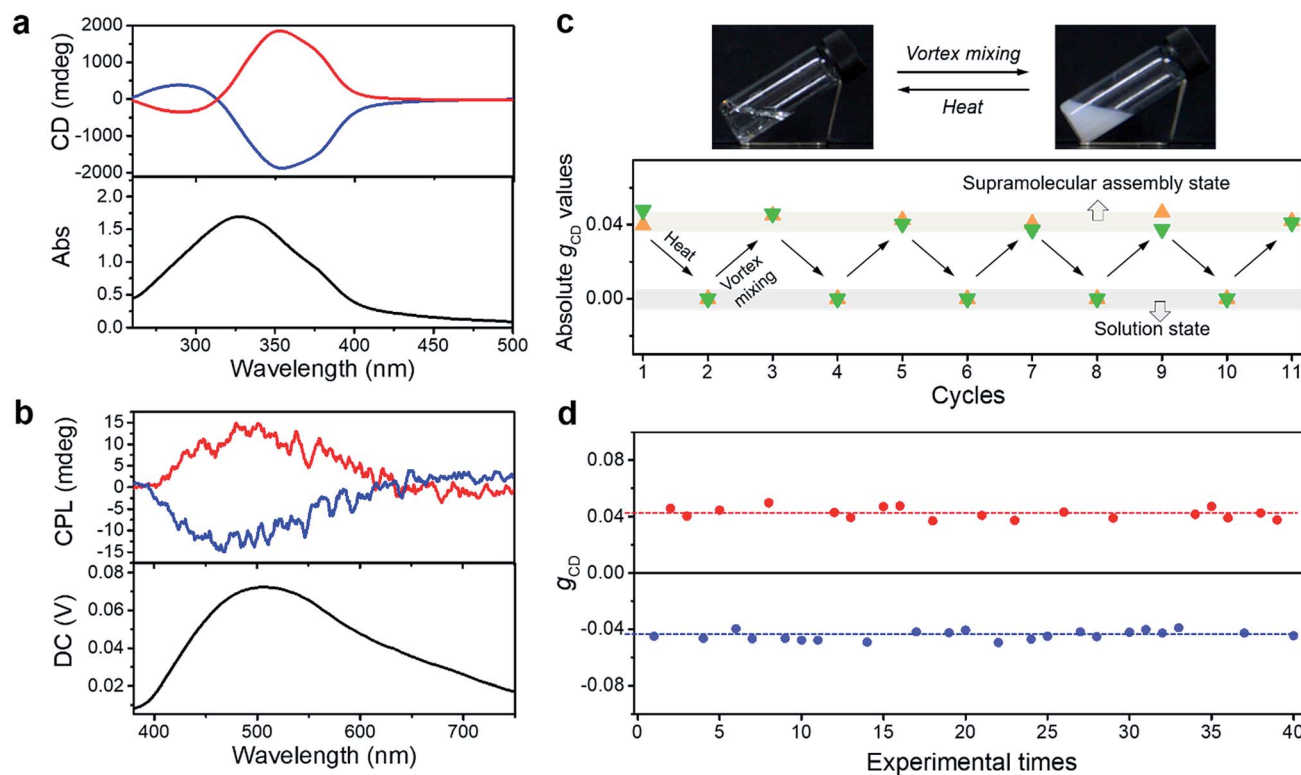 a
CD (mdeg)
2000
1000
0
-1000
-2000
Abs
2.0
1.5
1.0
0.5
0.0
300 350 400 450 500
Wavelength (nm)
b
CPL (mdeg)
15
10
5
0
-5
-10
-15
DC (V)
0.08
0.06
0.04
0.02
400 500 600 700
Wavelength (nm)
c
Vortex mixing
Heat
Absolute gCD values
0.04
0.00
Supramolecular assembly state
Heat
Vortex
mixing
Solution state
1 2 3 4 5 6 7 8 9 10 11
Cycles
d
gCD
0.08
0.04
0.00
-0.04
-0.08
0 5 10 15 20 25 30 35 40
Experimental times